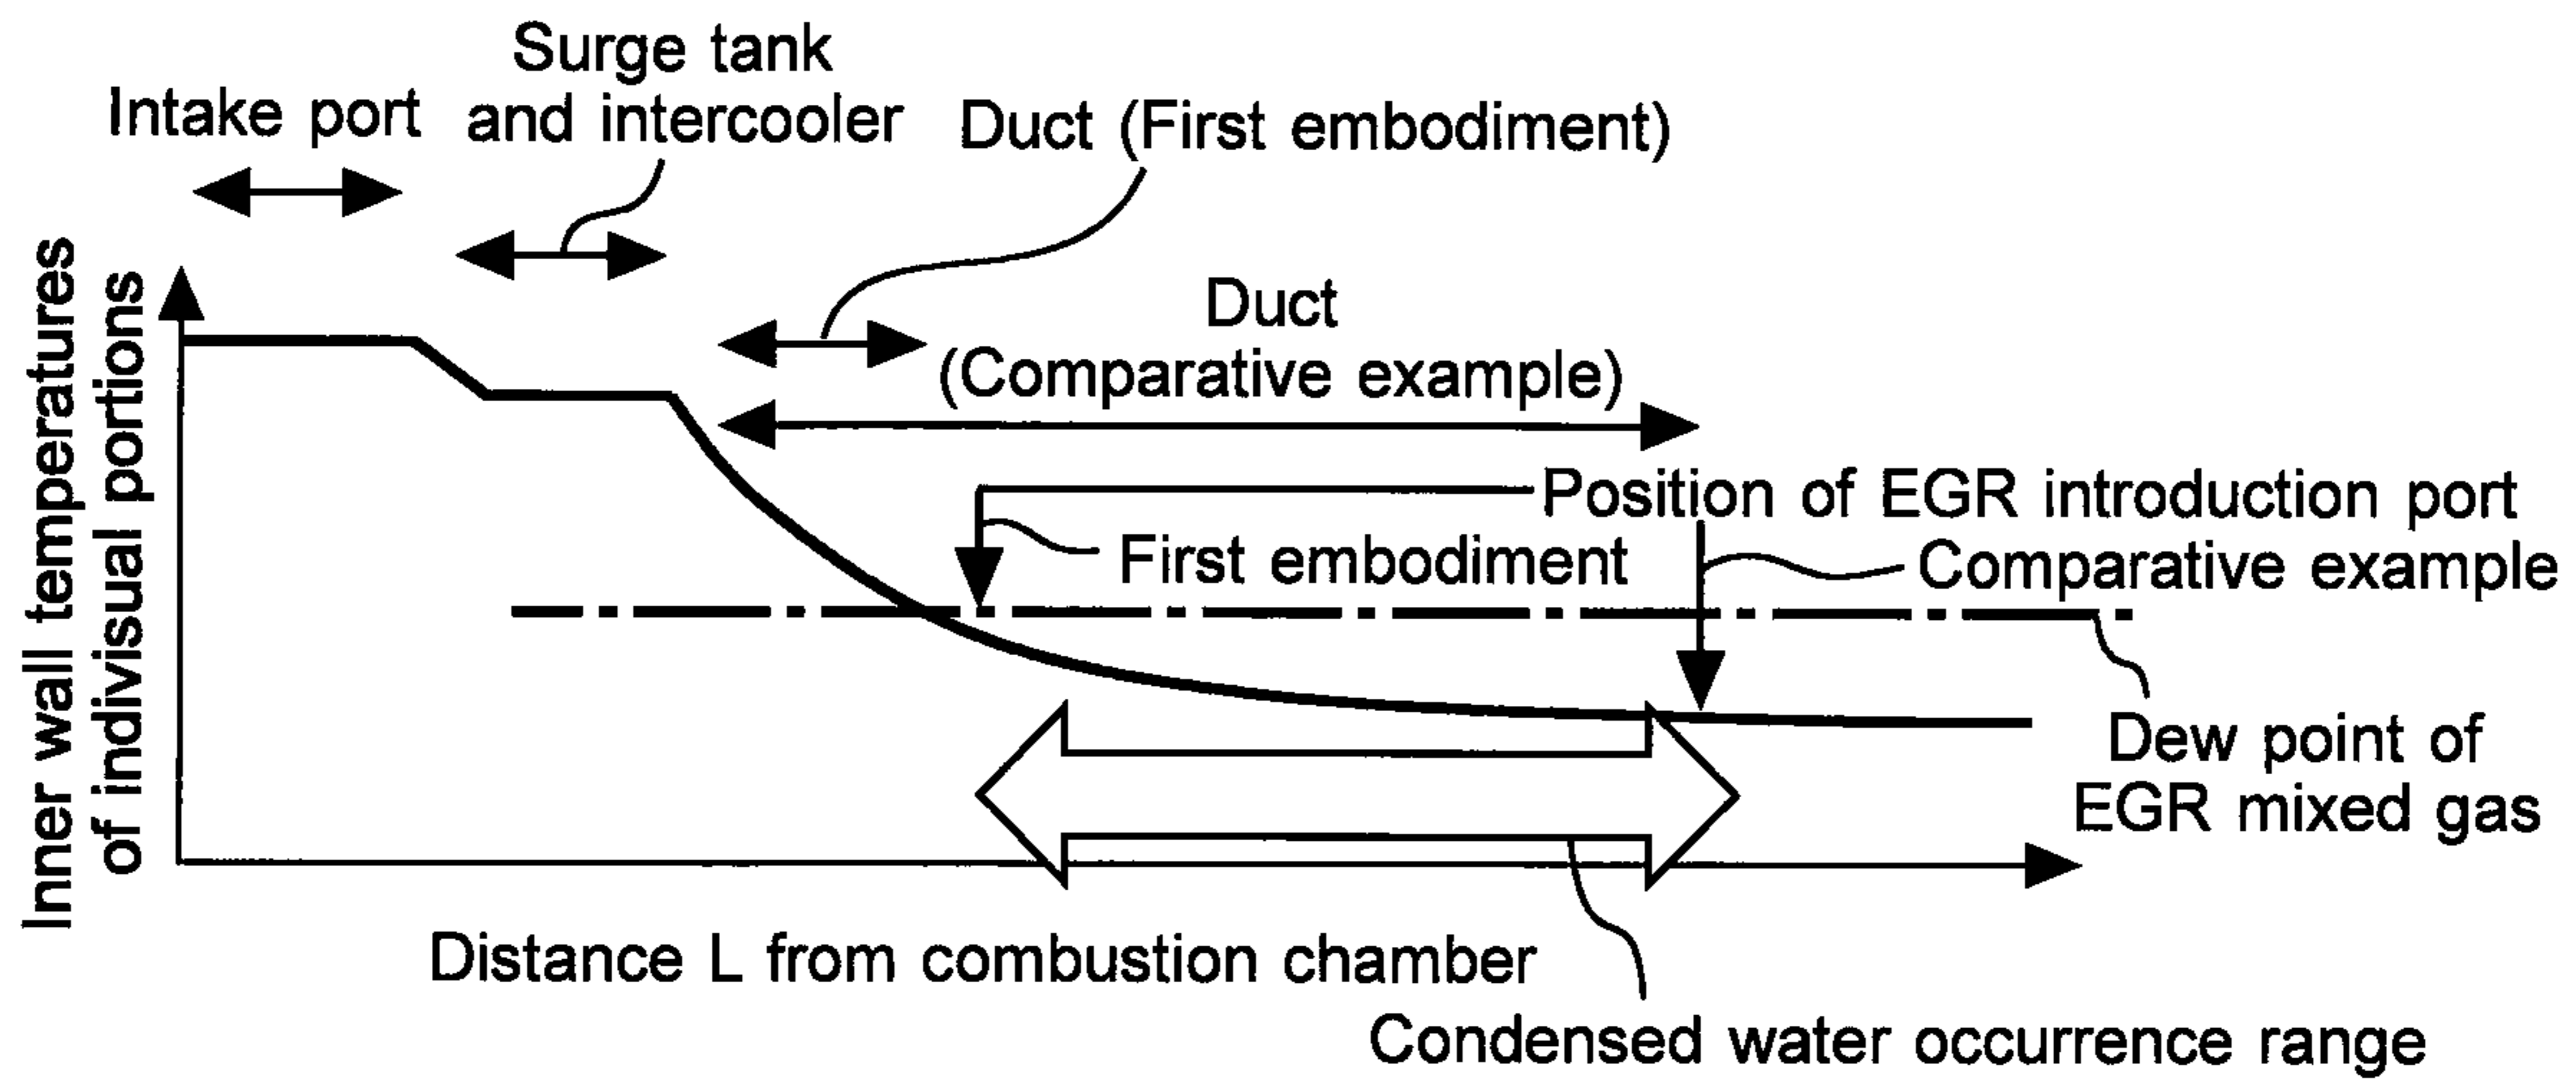 Surge tank
and intercooler
Intake port
Duct (First embodiment)
Duct
(Comparative example)
Position of EGR introduction port
First embodiment
Comparative example
Inner wall temperatures
of indivisual portions
Dew point of
EGR mixed gas
Distance L from combustion chamber
Condensed water occurrence range